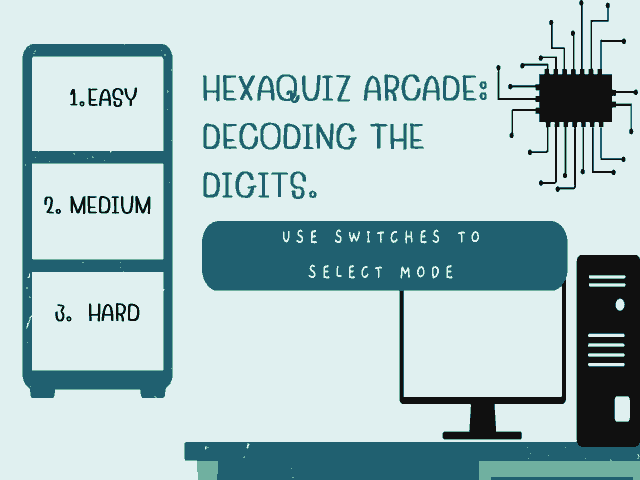 1.EASY
2. MEDIUM
3. HARD
HEXAQUIZ ARCADE:
DECODING THE
DIGITS.
USE SWITCHES TO
SELECT MODE